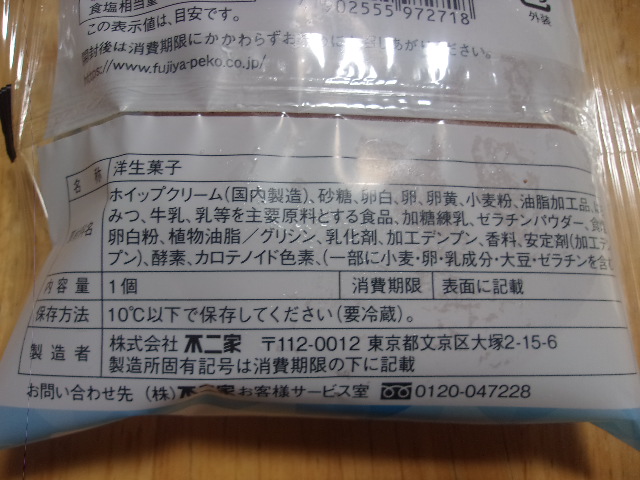 食塩相当量
この表示値は、目安です。
開封後は消費期限にかかわらずお早めにお召しあがりください。
https://www.fujiya-peko.co.jp/
902555 972718
外装
名称 洋生菓子
ホイップクリーム(国内製造)、砂糖、卵白、卵、卵黄、小麦粉、油脂加工品、は
みつ、牛乳、乳等を主要原料とする食品、加糖練乳、ゼラチンパウダー、食
卵白粉、植物油脂/グリシン、乳化剤、加工デンプン、香料、安定剤(加工デ
プン)、酵素、カロテノイド色素、(一部に小麦・卵・乳成分・大豆・ゼラチンを含む
内容量 1個 消費期限 表面に記載
保存方法 10℃以下で保存してください(要冷蔵)。
製造者 株式会社 不二家 〒112-0012 東京都文京区大塚2-15-6
製造所固有記号は消費期限の下に記載
お問い合わせ先 (株)不二家お客様サービス室 0120-047228